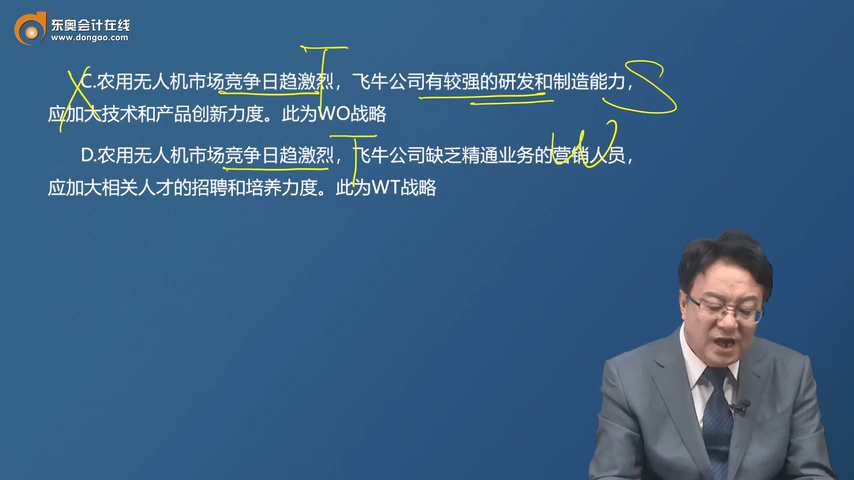 东奥会计在线
www.dongao.com
C.农用无人机市场竞争日趋激烈，飞牛公司有较强的研发和制造能力，
应加大技术和产品创新力度。此为WO战略
D.农用无人机市场竞争日趋激烈，飞牛公司缺乏精通业务的营销人员，
应加大相关人才的招聘和培养力度。此为WT战略
T
S
X
T
W